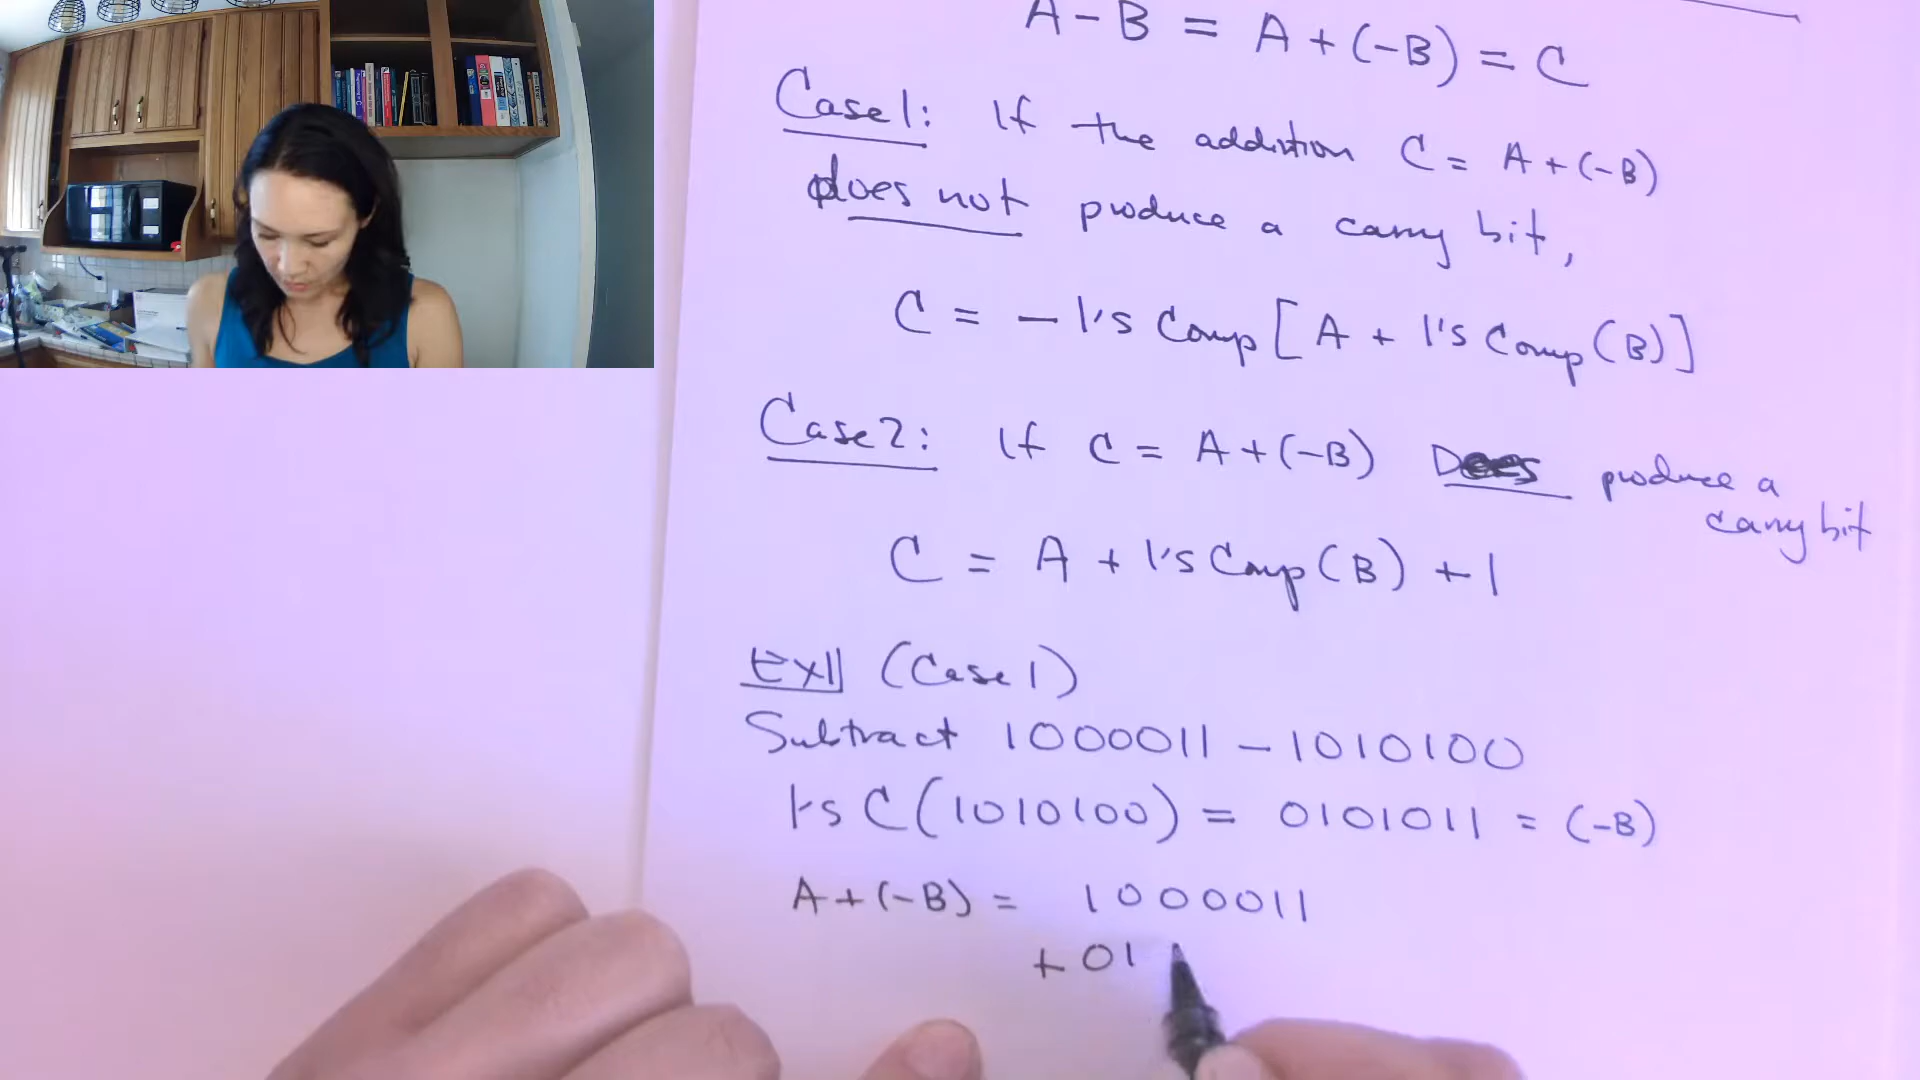 A - B = A + (-B) = C
Case 1: If the addition C = A + (-B)
does not produce a carry bit,
C = - 1's Comp [A + 1's Comp (B)]
Case 2: If C = A + (-B) Does produce a
carry bit
C = A + 1's Comp (B) + 1
Ex 1 (Case 1)
Subtract 1000011 - 1010100
1's C (1010100) = 0101011 = (-B)
A + (-B) = 1000011
+ 01